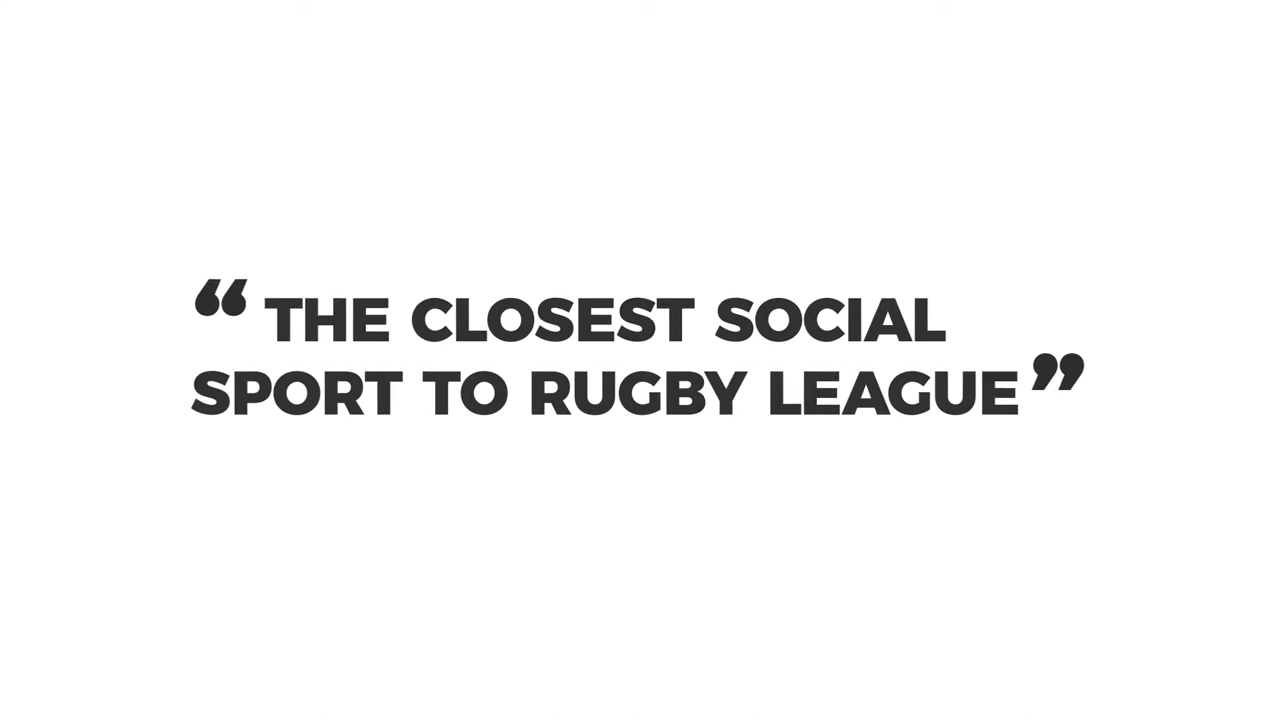 “ THE CLOSEST SOCIAL
SPORT TO RUGBY LEAGUE ”